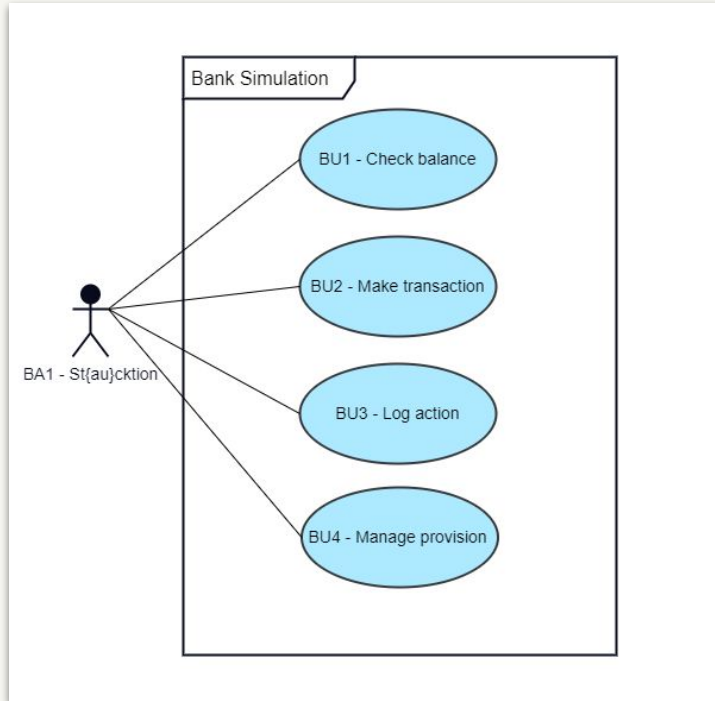 Bank Simulation
BU1 - Check balance
BU2 - Make transaction
BA1 - St{au}cktion
BU3 - Log action
BU4 - Manage provision